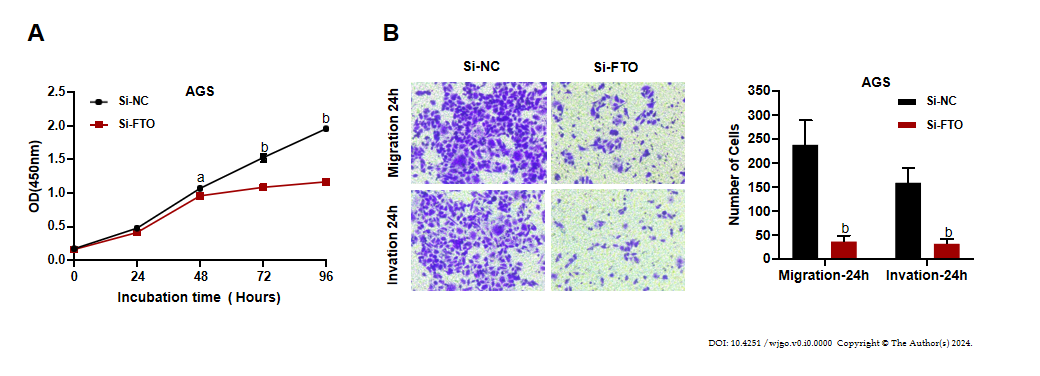 A
AGS
Si-NC
Si-FTO
OD(450nm)
2.5
2.0
1.5
1.0
0.5
0.0
a
b
b
0 24 48 72 96
Incubation time ( Hours)
B
Si-NC Si-FTO
Migration 24h
Invation 24h
AGS
Si-NC
Si-FTO
Number of Cells
350
300
250
200
150
100
50
0
b
b
Migration-24h Invation-24h
DOI: 10.4251 /wjgo.v0.i0.0000 Copyright © The Author(s) 2024.